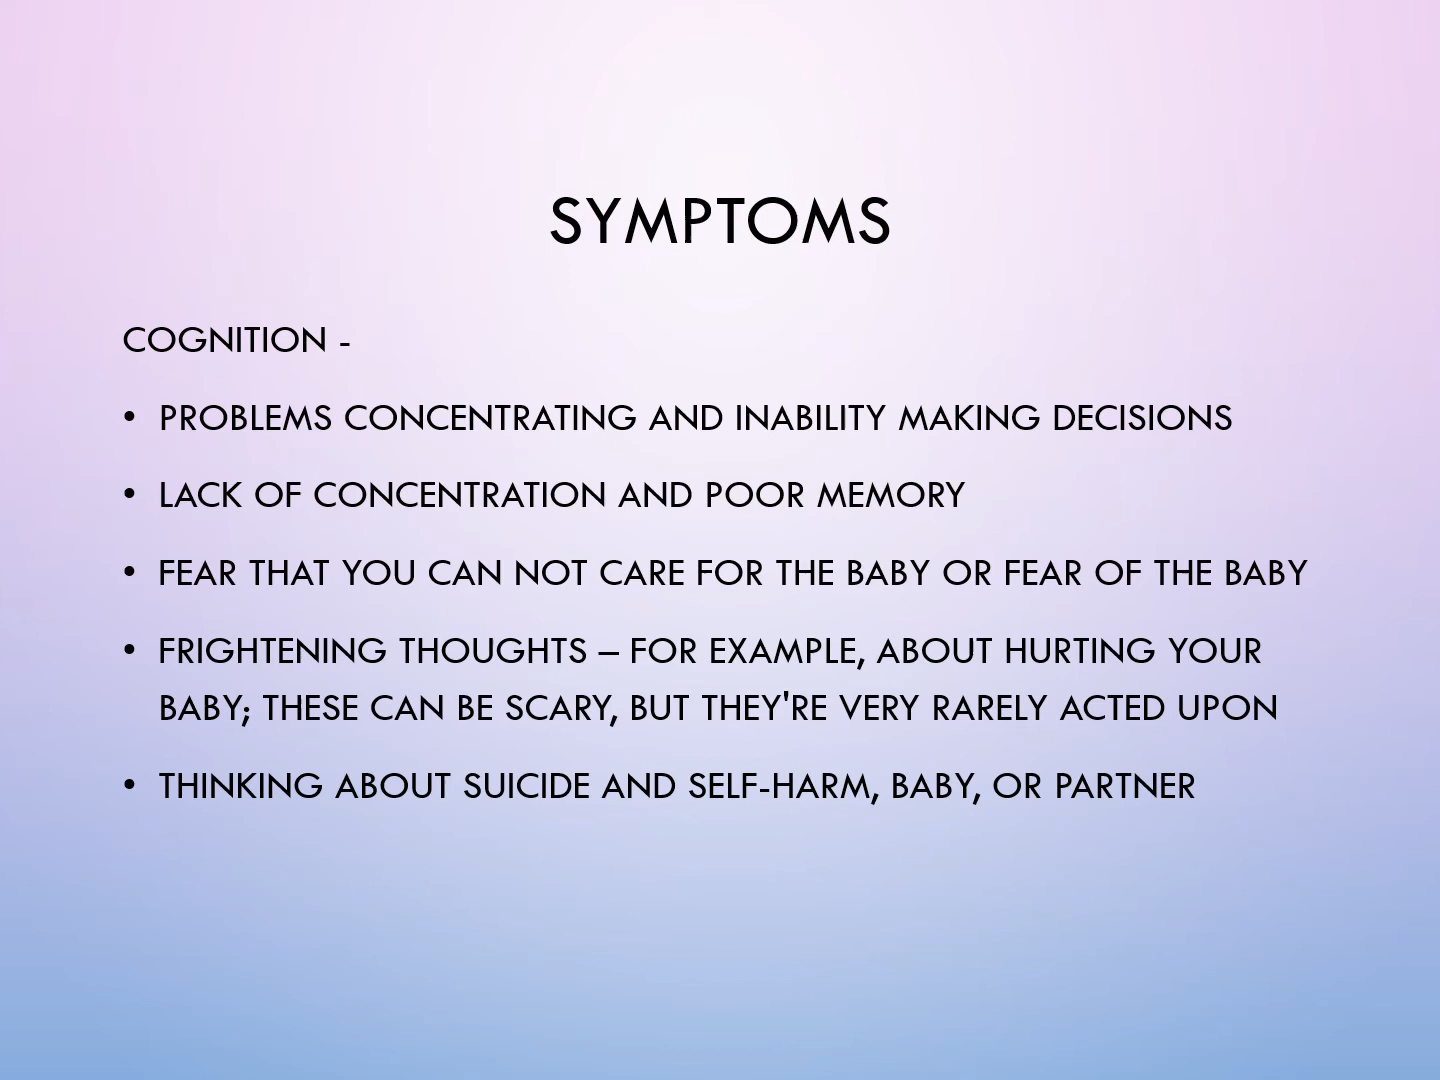 SYMPTOMS
COGNITION -
• PROBLEMS CONCENTRATING AND INABILITY MAKING DECISIONS
• LACK OF CONCENTRATION AND POOR MEMORY
• FEAR THAT YOU CAN NOT CARE FOR THE BABY OR FEAR OF THE BABY
• FRIGHTENING THOUGHTS – FOR EXAMPLE, ABOUT HURTING YOUR
BABY; THESE CAN BE SCARY, BUT THEY'RE VERY RARELY ACTED UPON
• THINKING ABOUT SUICIDE AND SELF-HARM, BABY, OR PARTNER